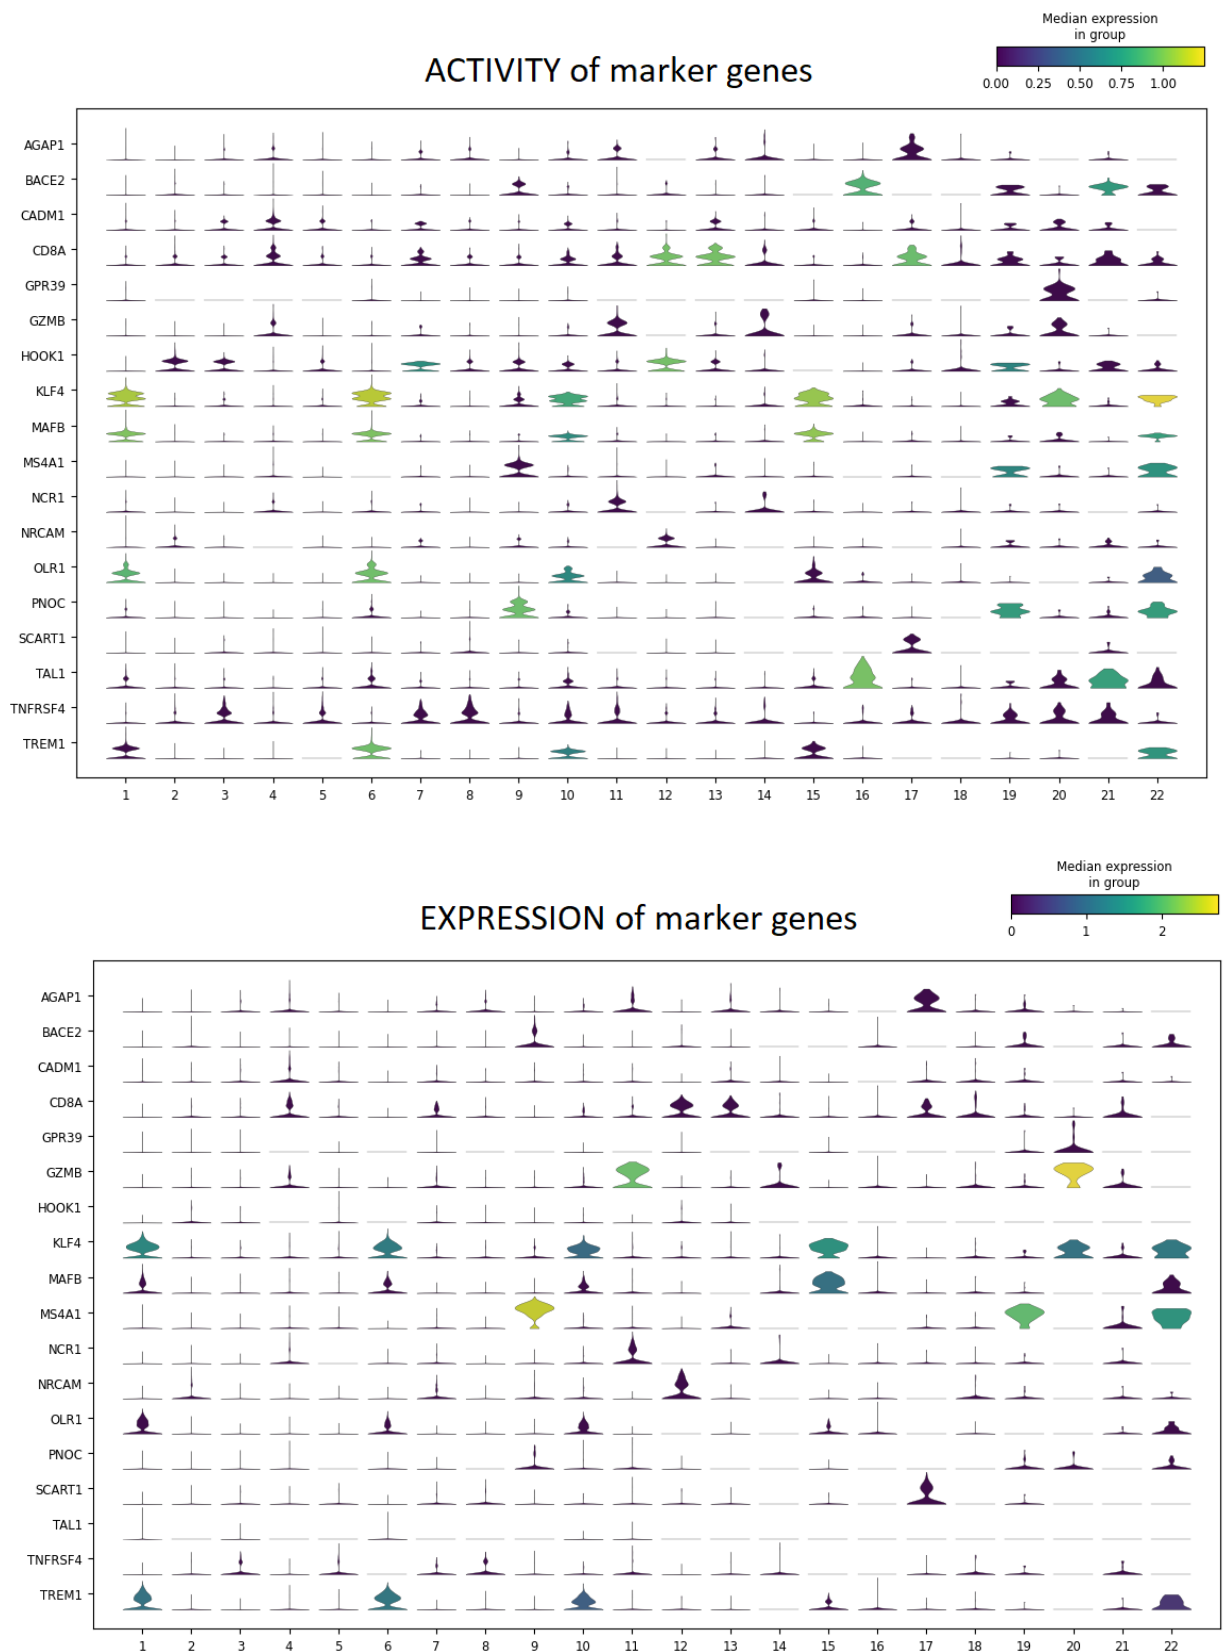 Median expression
in group
ACTIVITY of marker genes
0.00 0.25 0.50 0.75 1.00
AGAP1
BACE2
CADM1
CD8A
GPR39
GZMB
HOOK1
KLF4
MAFB
MS4A1
NCR1
NRCAM
OLR1
PNOC
SCART1
TAL1
TNFRSF4
TREM1
1 2 3 4 5 6 7 8 9 10 11 12 13 14 15 16 17 18 19 20 21 22
Median expression
in group
EXPRESSION of marker genes
0 1 2
AGAP1
BACE2
CADM1
CD8A
GPR39
GZMB
HOOK1
KLF4
MAFB
MS4A1
NCR1
NRCAM
OLR1
PNOC
SCART1
TAL1
TNFRSF4
TREM1
1 2 3 4 5 6 7 8 9 10 11 12 13 14 15 16 17 18 19 20 21 22